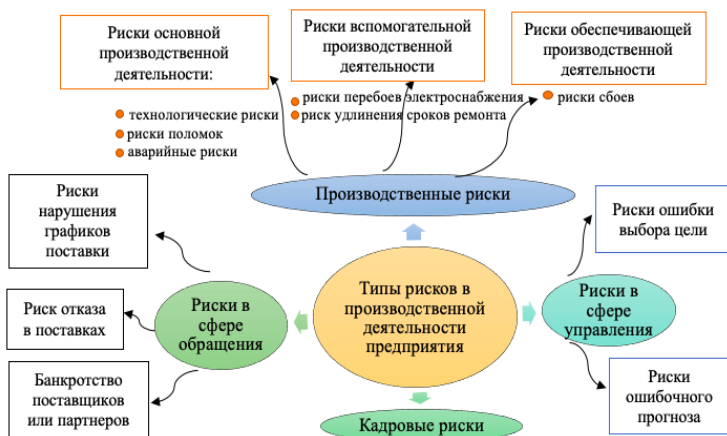 Риски основной
производственной
деятельности:
Риски вспомогательной
производственной
деятельности
Риски обеспечивающей
производственной
деятельности
технологические риски
риски поломок
аварийные риски
риски перебоев электроснабжения
риск удлинения сроков ремонта
риски сбоев
Производственные риски
Риски
нарушения
графиков
поставки
Риск отказа
в поставках
Банкротство
поставщиков
или партнеров
Риски в
сфере
обращения
Типы рисков в
производственной
деятельности
предприятия
Риски в
сфере
управления
Риски ошибки
выбора цели
Риски
ошибочного
прогноза
Кадровые риски